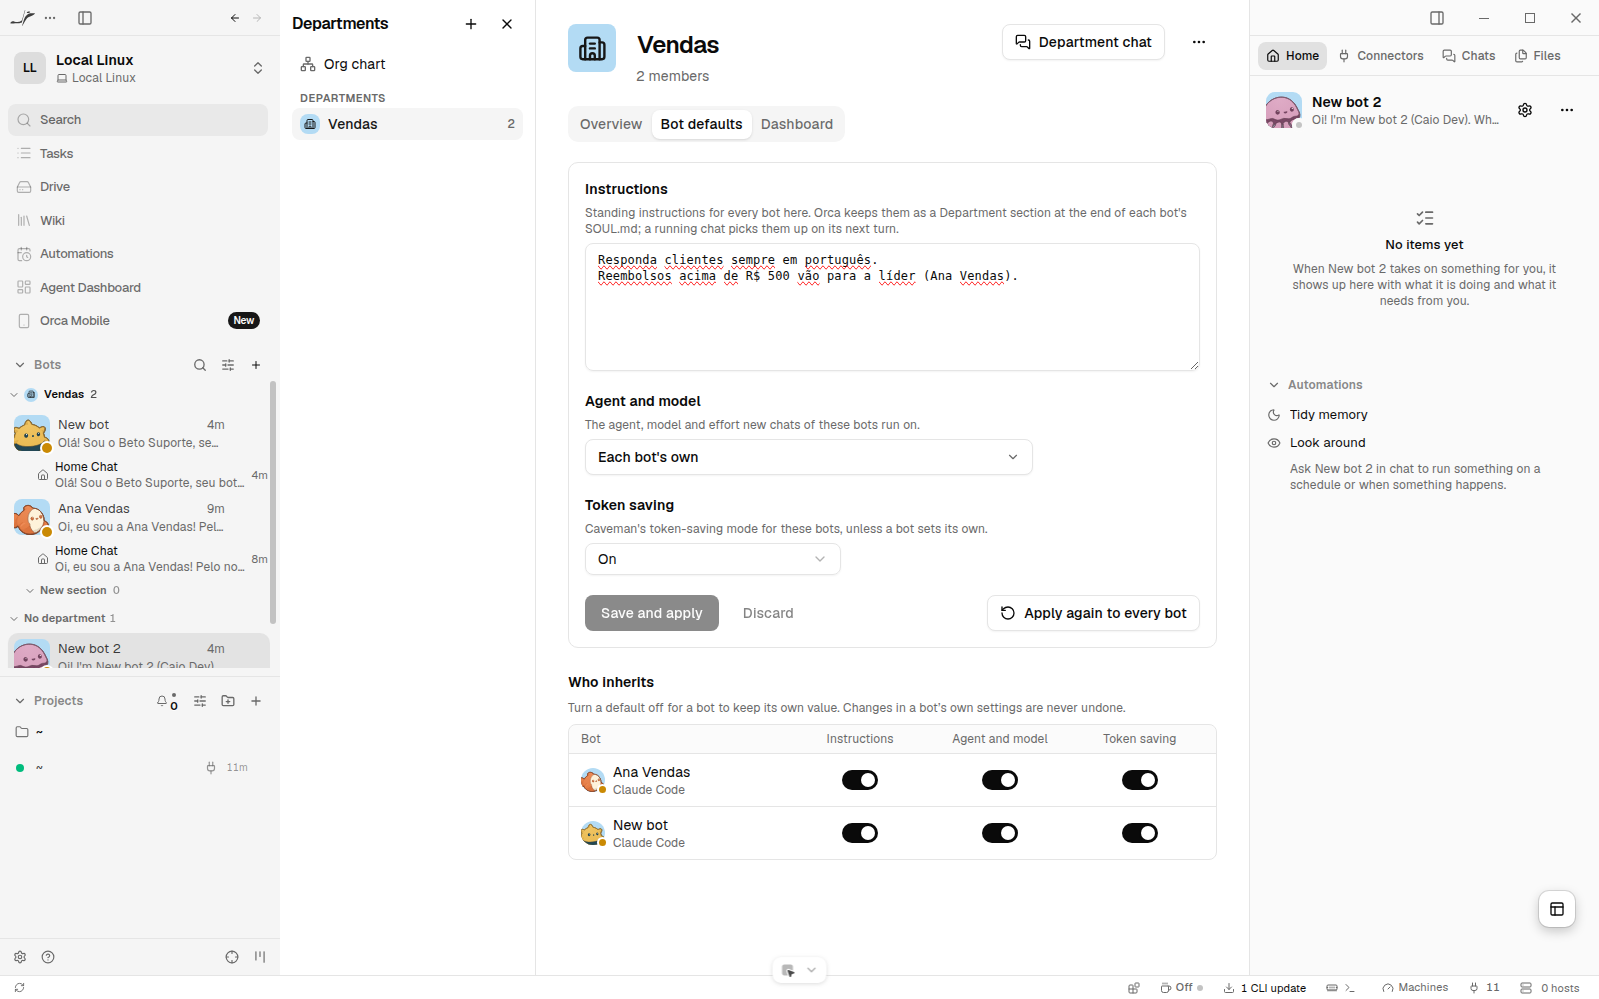 LL
Local Linux
Local Linux
Search
Tasks
Drive
Wiki
Automations
Agent Dashboard
Orca Mobile
New
Bots
Vendas 2
New bot 4m
Olá! Sou o Beto Suporte, se...
Home Chat
Olá! Sou o Beto Suporte, seu bot... 4m
Ana Vendas 9m
Oi, eu sou a Ana Vendas! Pel...
Home Chat
Oi, eu sou a Ana Vendas! Pelo no... 8m
New section 0
No department 1
New bot 2 4m
Oi! I'm New bot 2 (Caio Dev)
Projects
0
~
~ 11m
Departments
Org chart
DEPARTMENTS
Vendas 2
Vendas
2 members
Department chat
Overview
Bot defaults
Dashboard
Instructions
Standing instructions for every bot here. Orca keeps them as a Department section at the end of each bot's
SOUL.md; a running chat picks them up on its next turn.
Responda clientes sempre em português.
Reembolsos acima de R$ 500 vão para a líder (Ana Vendas).
Agent and model
The agent, model and effort new chats of these bots run on.
Each bot's own
Token saving
Caveman's token-saving mode for these bots, unless a bot sets its own.
On
Save and apply
Discard
Apply again to every bot
Who inherits
Turn a default off for a bot to keep its own value. Changes in a bot's own settings are never undone.
Bot Instructions Agent and model Token saving
Ana Vendas
Claude Code
New bot
Claude Code
Home
Connectors
Chats
Files
New bot 2
Oi! I'm New bot 2 (Caio Dev). Wh...
No items yet
When New bot 2 takes on something for you, it
shows up here with what it is doing and what it
needs from you.
Automations
Tidy memory
Look around
Ask New bot 2 in chat to run something on a
schedule or when something happens.
Off
1 CLI update
Machines
11
0 hosts